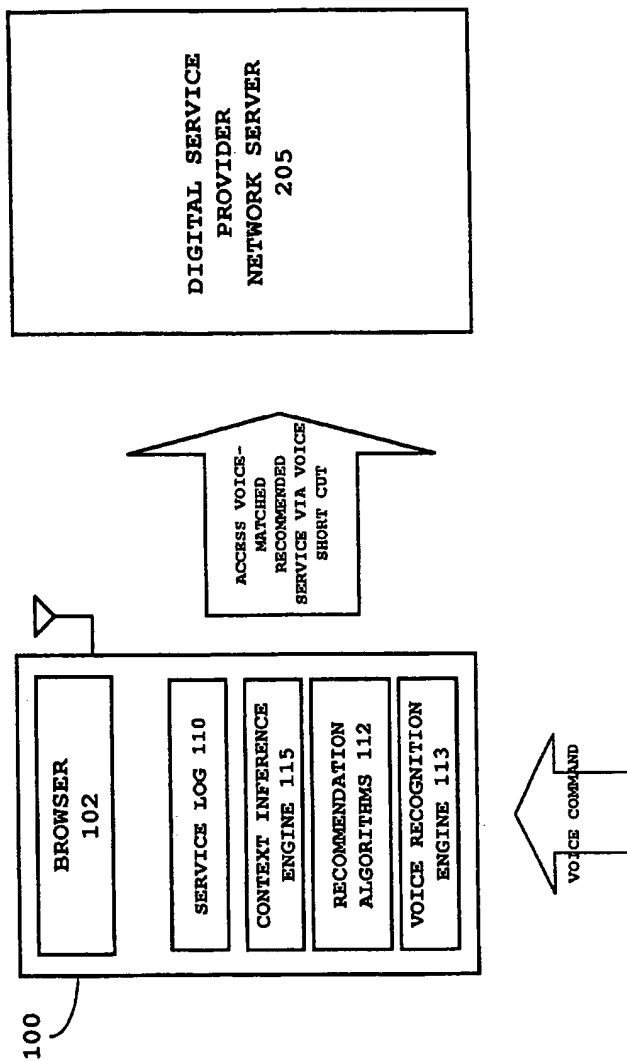 100
BROWSER
102
SERVICE LOG 110
CONTEXT INFERENCE
ENGINE 115
RECOMMENDATION
ALGORITHMS 112
VOICE RECOGNITION
ENGINE 113
VOICE COMMAND
ACCESS VOICE-
MATCHED
RECOMMENDED
SERVICE VIA VOICE
SHORT CUT
DIGITAL SERVICE
PROVIDER
NETWORK SERVER
205